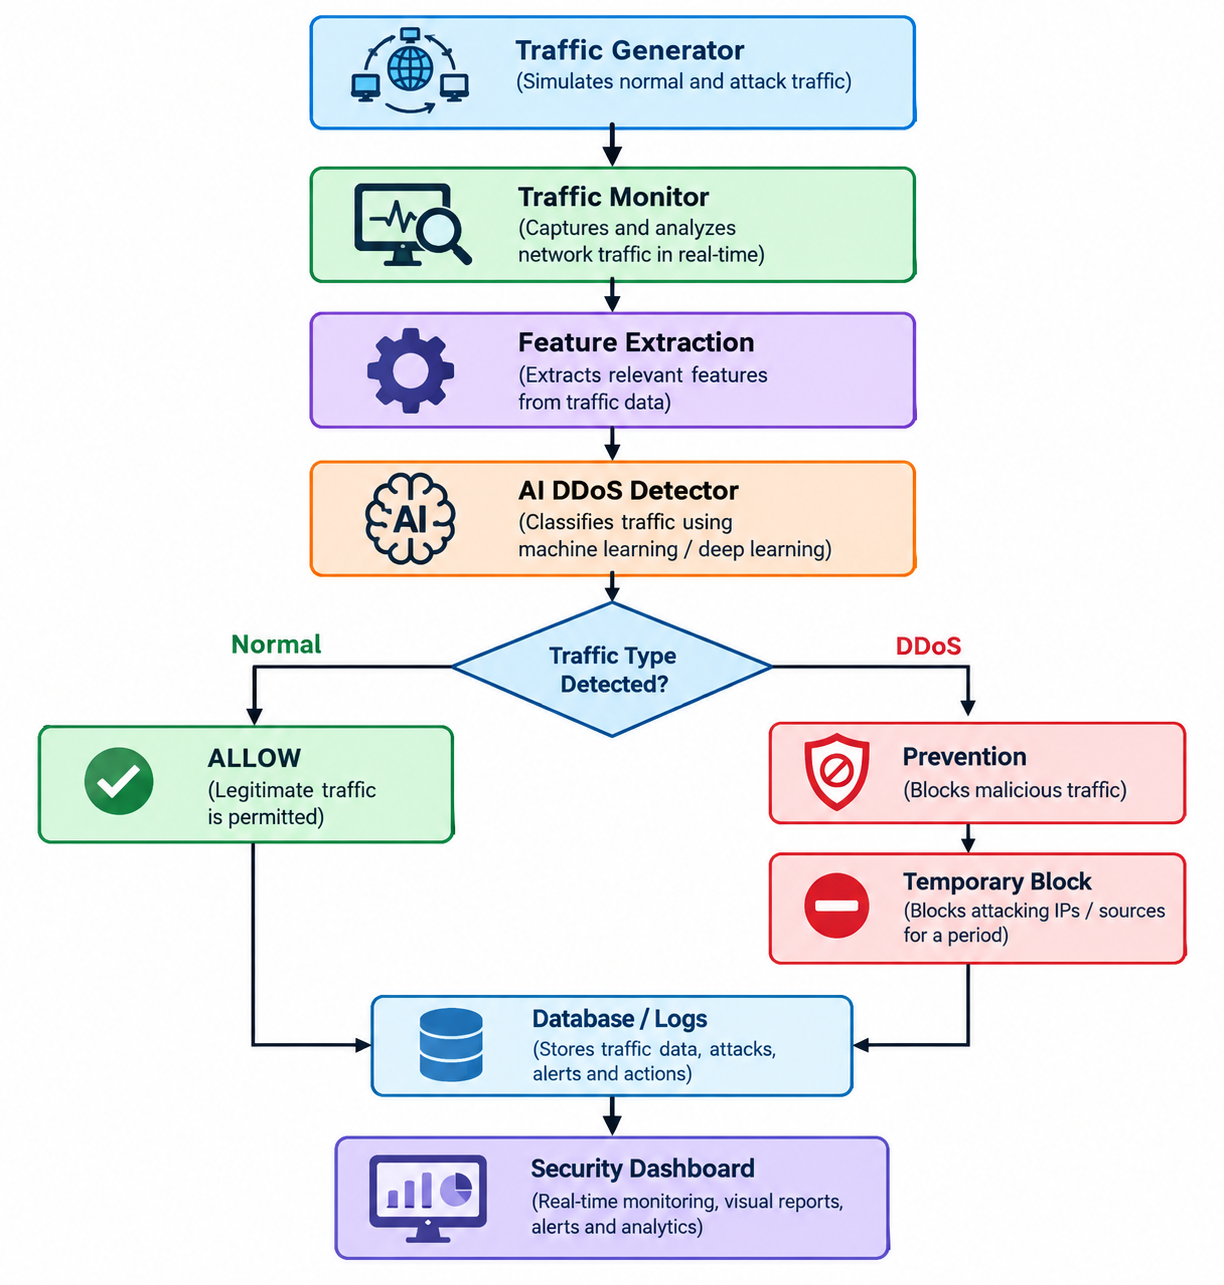 Traffic Generator
(Simulates normal and attack traffic)
Traffic Monitor
(Captures and analyzes
network traffic in real-time)
Feature Extraction
(Extracts relevant features
from traffic data)
AI
AI DDoS Detector
(Classifies traffic using
machine learning / deep learning)
Traffic Type
Detected?
Normal
DDoS
ALLOW
(Legitimate traffic
is permitted)
Prevention
(Blocks malicious traffic)
Temporary Block
(Blocks attacking IPs / sources
for a period)
Database / Logs
(Stores traffic data, attacks,
alerts and actions)
Security Dashboard
(Real-time monitoring, visual reports,
alerts and analytics)